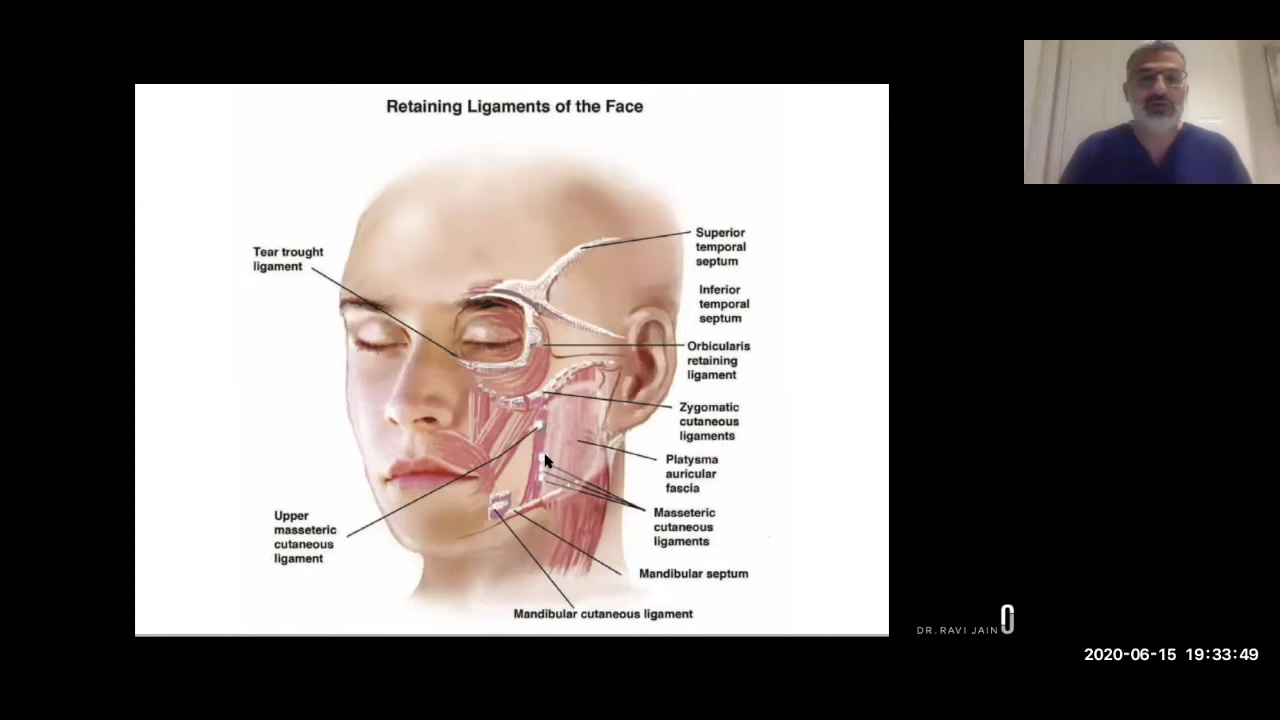 Retaining Ligaments of the Face
Tear trought
ligament
Superior
temporal
septum
Inferior
temporal
septum
Orbicularis
retaining
ligament
Zygomatic
cutaneous
ligaments
Platysma
auricular
fascia
Masseteric
cutaneous
ligaments
Upper
masseteric
cutaneous
ligament
Mandibular septum
Mandibular cutaneous ligament
DR. RAVI JAIN
2020-06-15 19:33:49